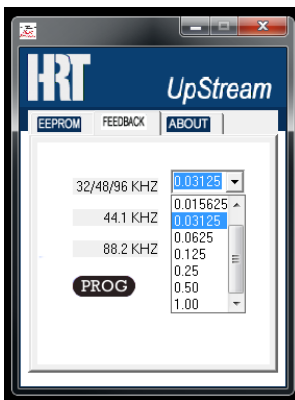 HRT
UpStream
EEPROM FEEDBACK ABOUT
32/48/96 KHZ 0.03125
0.015625
44.1 KHZ 0.03125
0.0625
88.2 KHZ 0.125
0.25
PROG 0.50
1.00